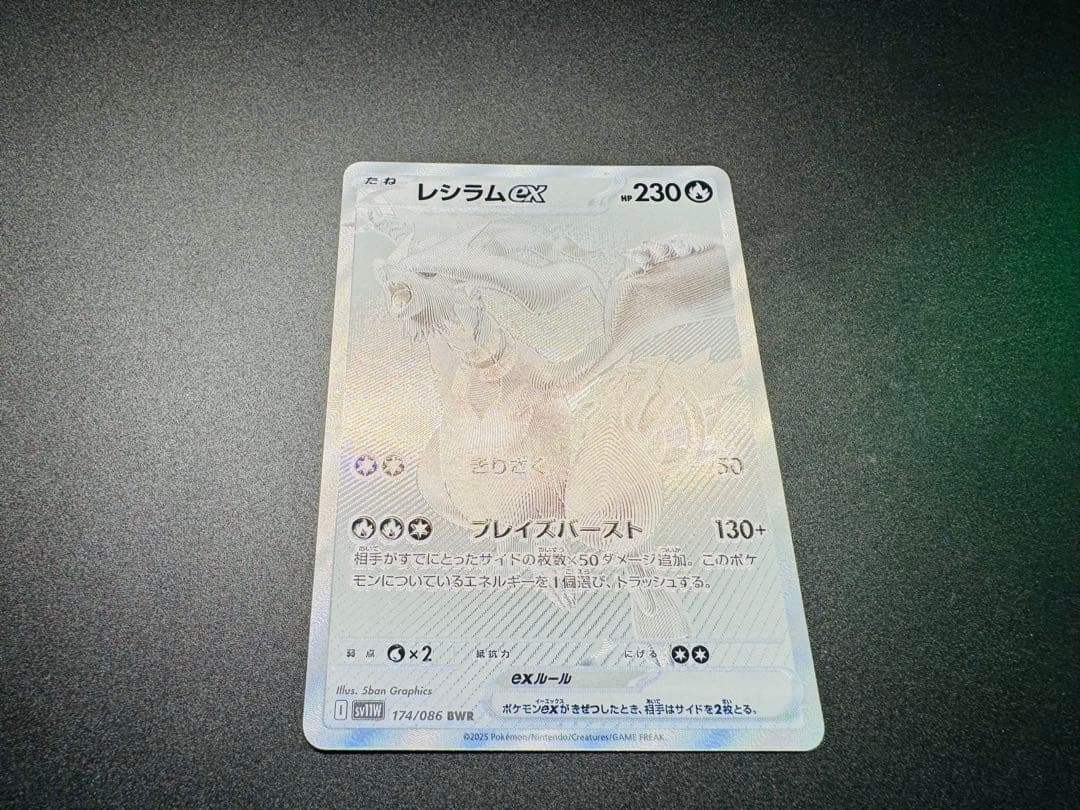 たね レシラムex HP 230
きりさく 50
ブレイズバースト 130+
相手がすでにとったサイドの枚数×50ダメージ追加。このポケ
モンについているエネルギーを1個選び、トラッシュする。
弱点 ×2 抵抗力 にげる
exルール
Illus. 5ban Graphics
ポケモンexがきぜつしたとき、相手はサイドを2枚とる。
I sv11W 174/086 BWR
©2025 Pokémon/Nintendo/Creatures/GAME FREAK.